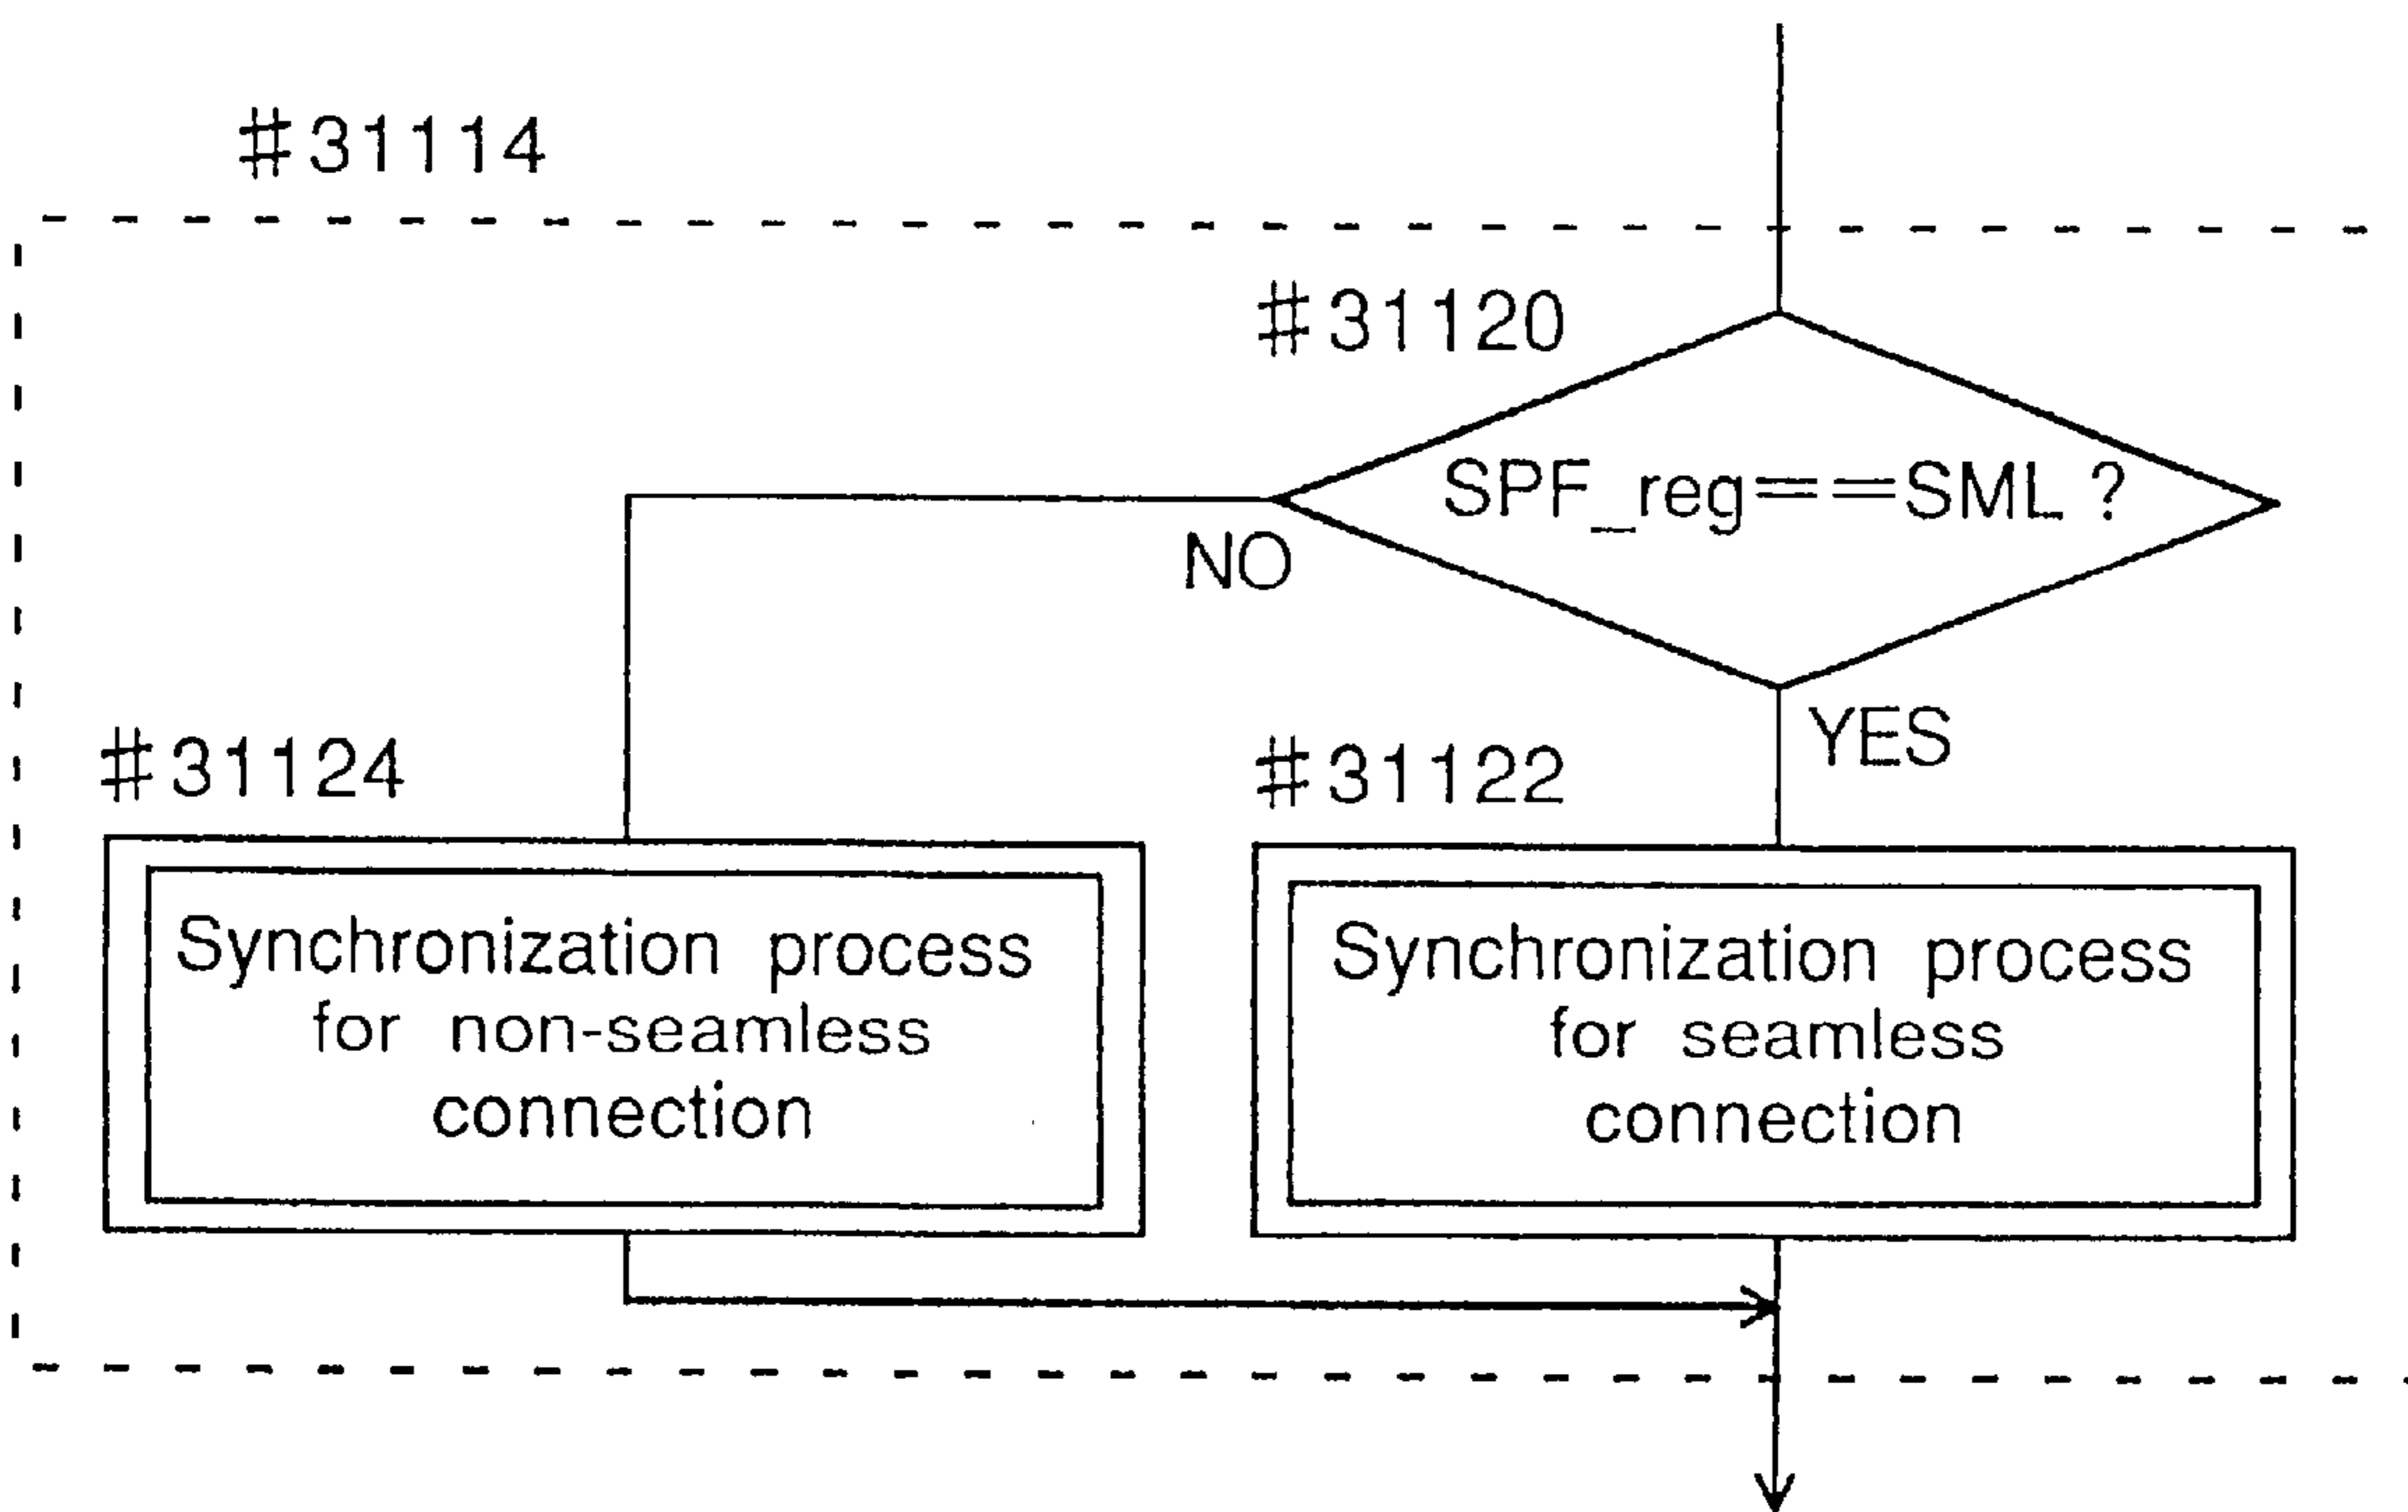 #31114
#31120
SPF_reg==SML ?
NO
YES
#31124
#31122
Synchronization process
for non-seamless
connection
Synchronization process
for seamless
connection